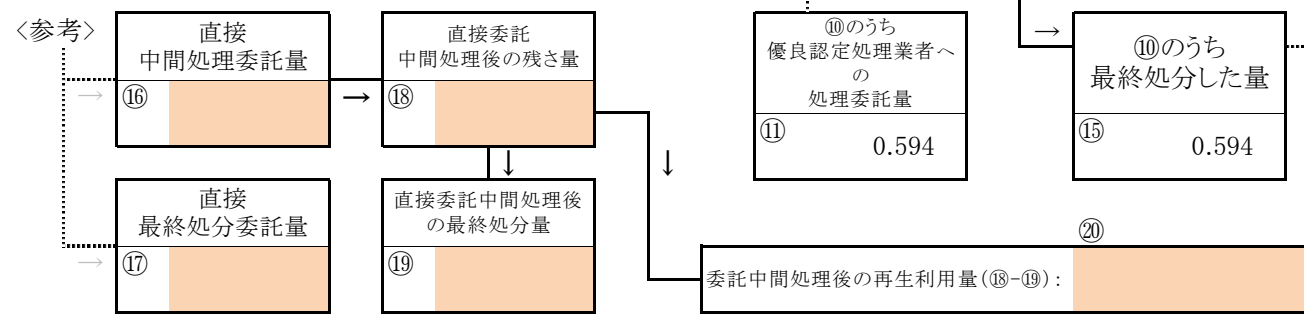 〈参考〉
直接
中間処理委託量
→
⑯
→
直接委託
中間処理後の残さ量
⑱
⑩のうち
優良認定処理業者へ
の
処理委託量
⑪
0.594
→
⑩のうち
最終処分した量
⑮
0.594
↓
↓
直接
最終処分委託量
→
⑰
直接委託中間処理後
の最終処分量
⑲
⑳
委託中間処理後の再生利用量(⑱-⑲)：